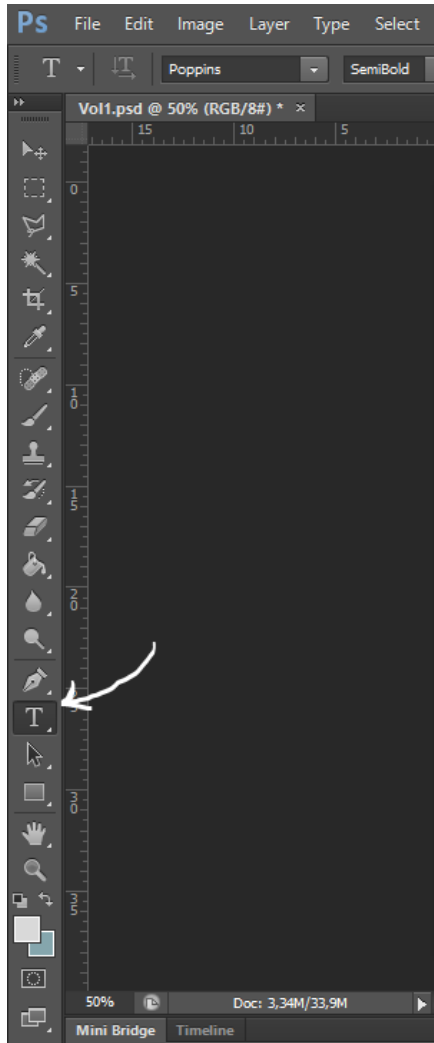 Ps File Edit Image Layer Type Select
T Poppins SemiBold
Vol1.psd @ 50% (RGB/8#) * ×
15 10 5
0
5
10
15
20
30
35
T
50% Doc: 3,34M/33,9M
Mini Bridge Timeline